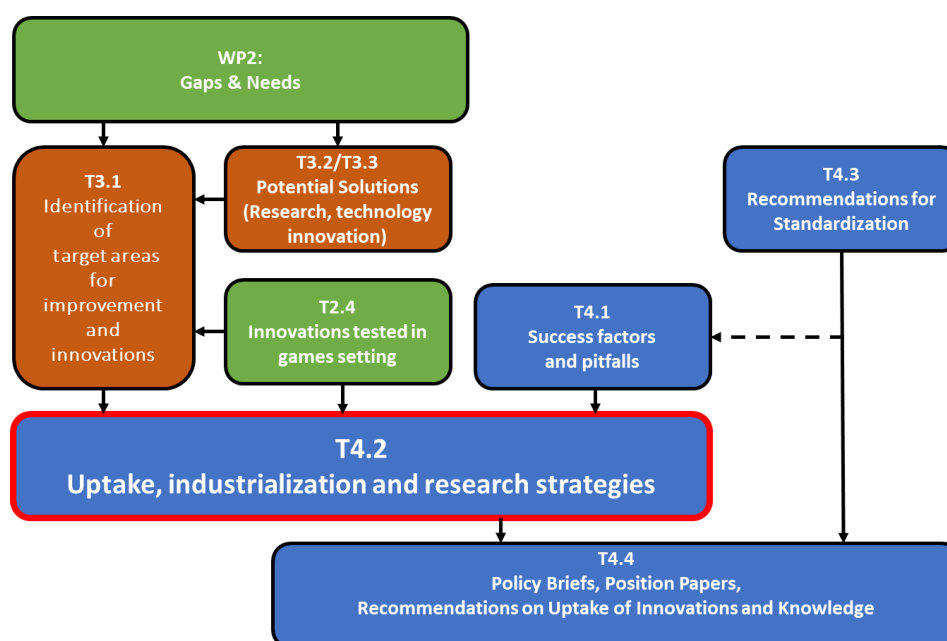 WP2:
Gaps & Needs
T3.1
Identification
of
target areas
for
improvement
and
innovations
T3.2/T3.3
Potential Solutions
(Research, technology
innovation)
T4.3
Recommendations for
Standardization
T2.4
Innovations tested in
games setting
T4.1
Success factors
and pitfalls
T4.2
Uptake, industrialization and research strategies
T4.4
Policy Briefs, Position Papers,
Recommendations on Uptake of Innovations and Knowledge